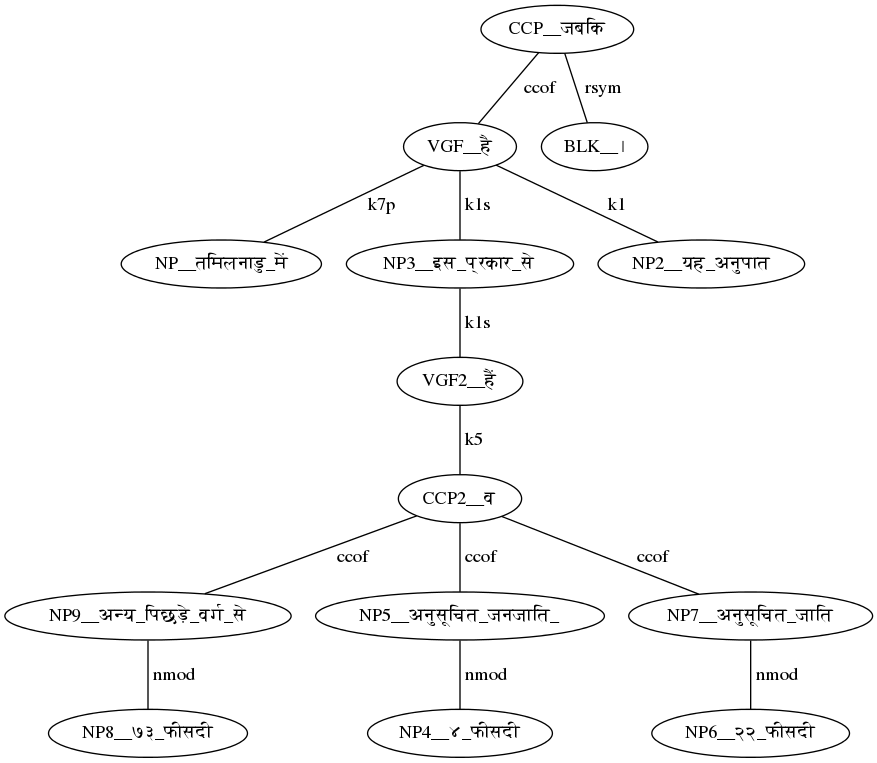 CCP__जबकि
ccof rsym
VGF__है BLK__।
k7p k1s k1
NP__तमिलनाडु_में NP3__इस_प्रकार_से NP2__यह_अनुपात
k1s
VGF2__हैं
k5
CCP2__व
ccof ccof ccof
NP9__अन्य_पिछड़े_वर्ग_से NP5__अनुसूचित_जनजाति_ NP7__अनुसूचित_जाति
nmod nmod nmod
NP8__७३_फीसदी NP4__४_फीसदी NP6__२२_फीसदी